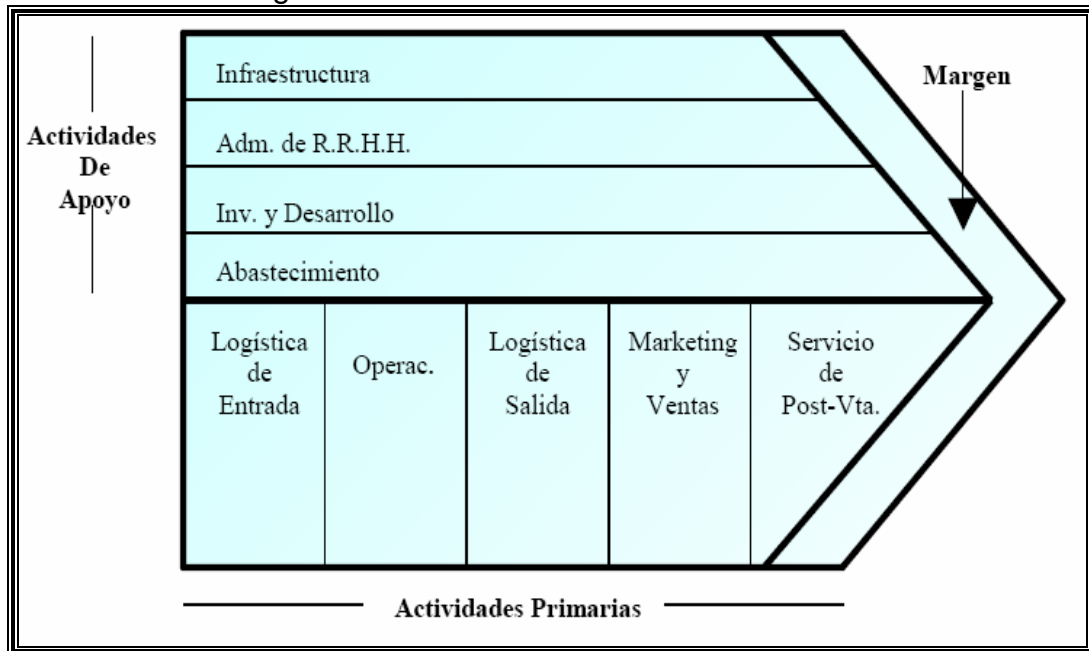 Infraestructura
Margen
Actividades
De
Apoyo
Adm. de R.R.H.H.
Inv. y Desarrollo
Abastecimiento
Logística
de
Entrada
Operac.
Logística
de
Salida
Marketing
y
Ventas
Servicio
de
Post-Vta.
Actividades Primarias